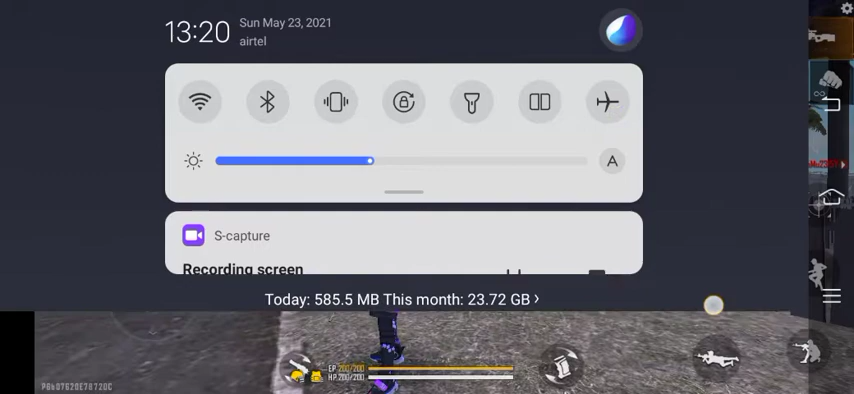 13:20
Sun May 23, 2021
airtel
A
S-capture
Recording screen
Today: 585.5 MB This month: 23.72 GB ›
EP 200/200
HP 200/200